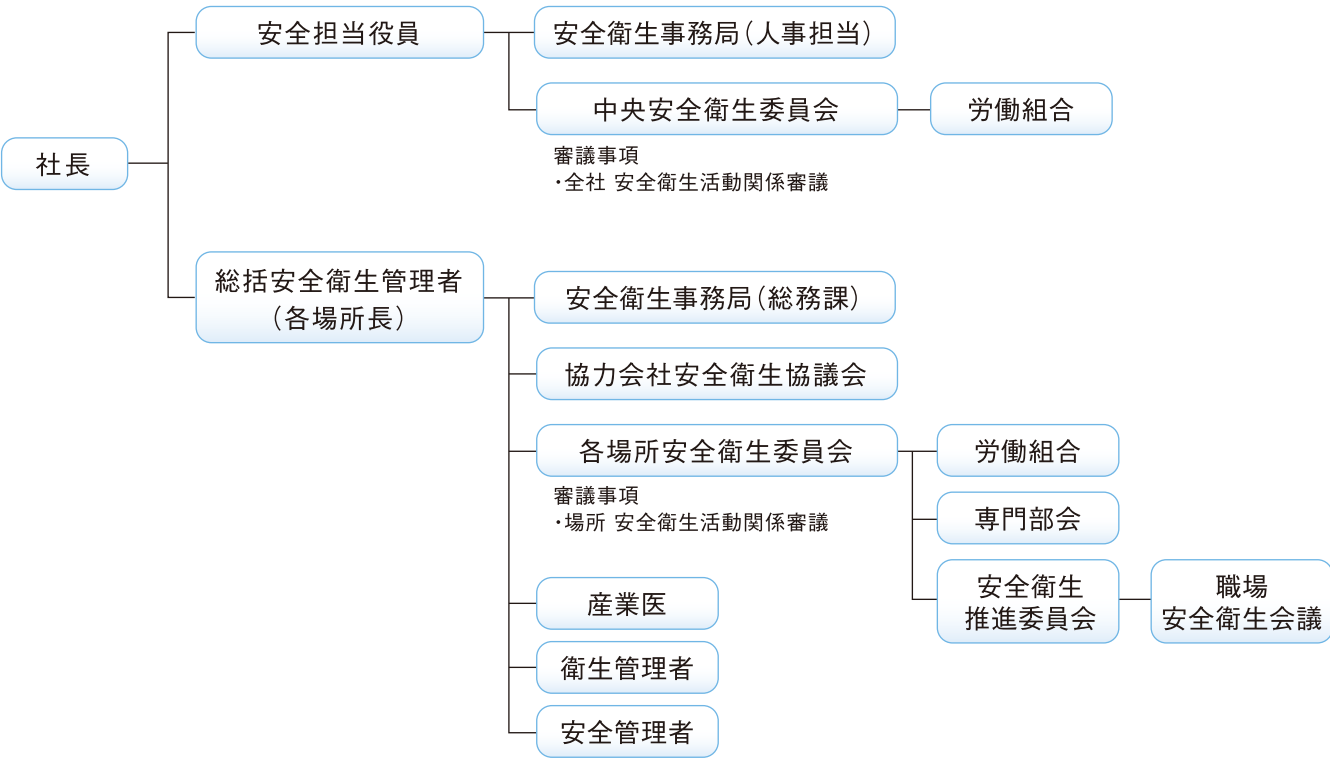 社長
安全担当役員
安全衛生事務局（人事担当）
中央安全衛生委員会
労働組合
審議事項
・全社 安全衛生活動関係審議
総括安全衛生管理者
（各場所長）
安全衛生事務局（総務課）
協力会社安全衛生協議会
各場所安全衛生委員会
審議事項
・場所 安全衛生活動関係審議
労働組合
専門部会
安全衛生
推進委員会
職場
安全衛生会議
産業医
衛生管理者
安全管理者